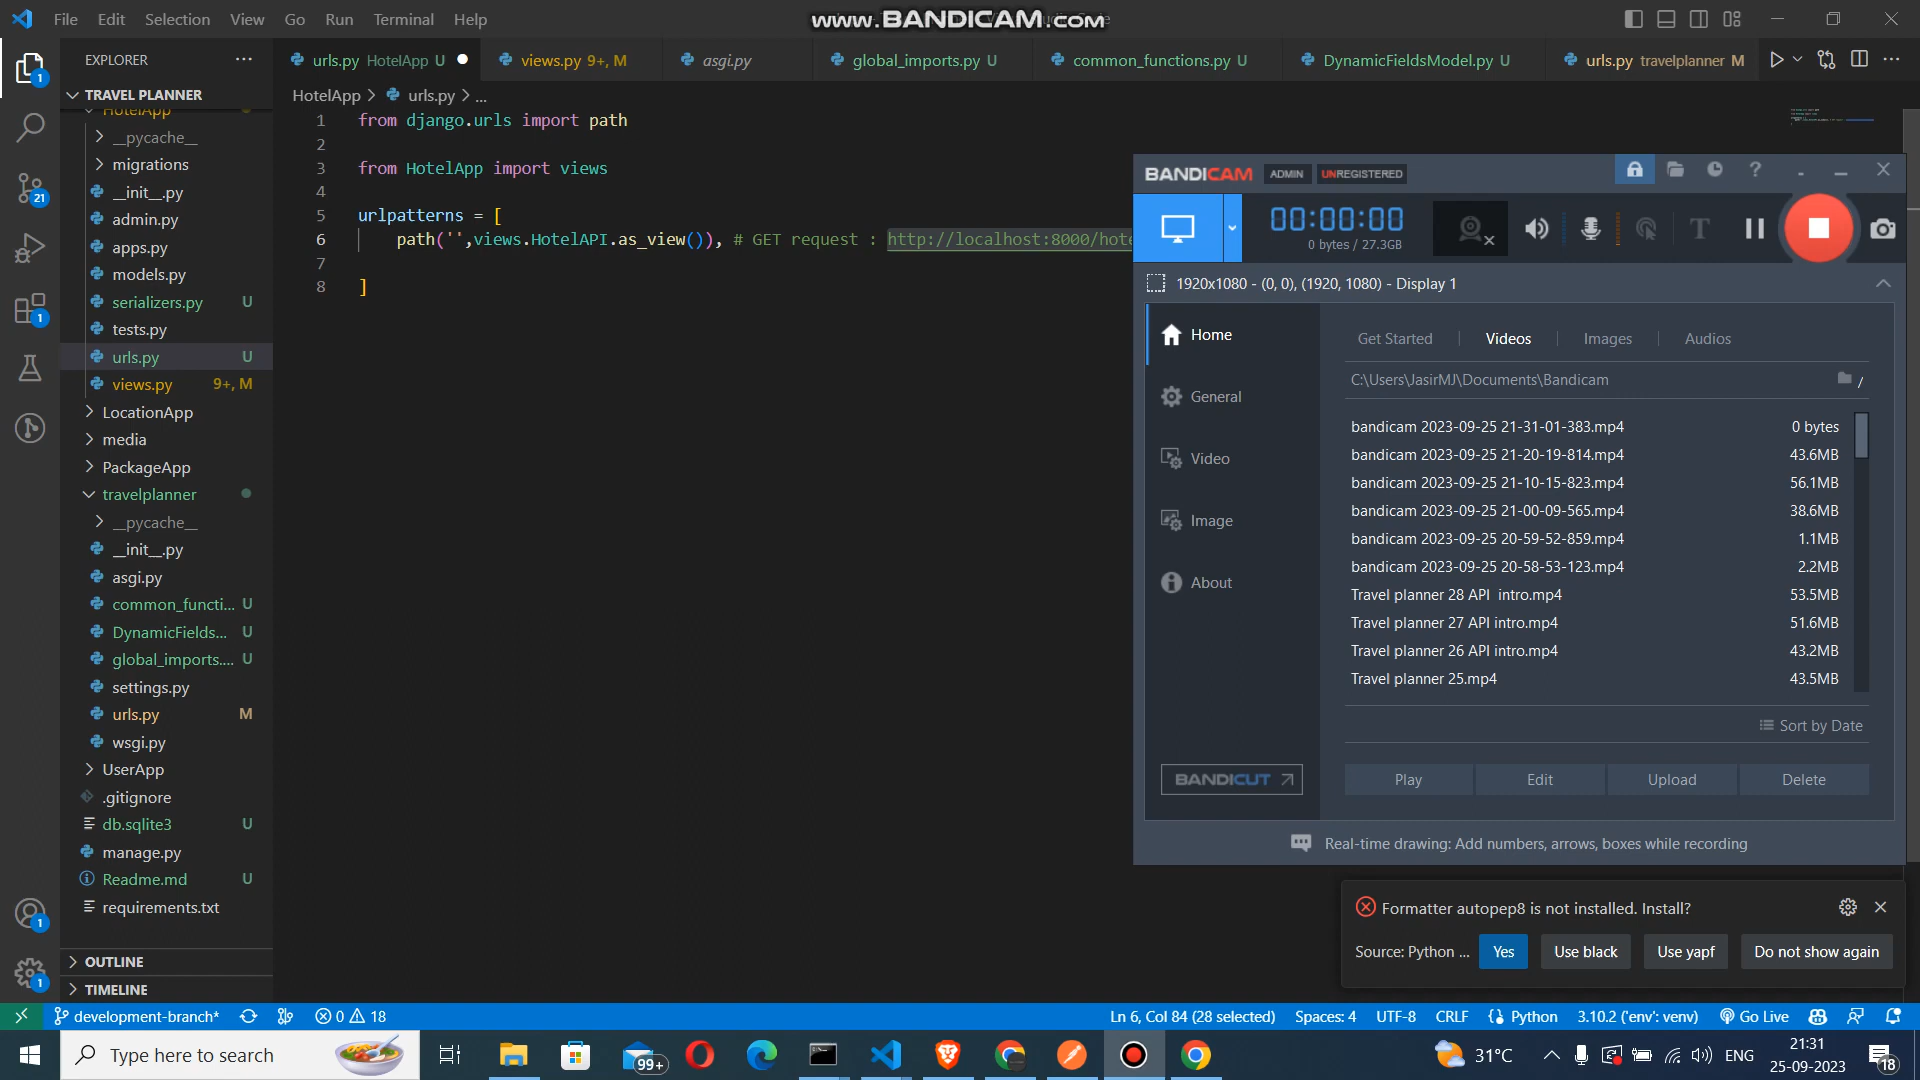 File Edit Selection View Go Run Terminal Help
www.BANDICAM.com
EXPLORER
TRAVEL PLANNER
HotelApp
__pycache__
migrations
__init__.py
admin.py
apps.py
models.py
serializers.py U
tests.py
urls.py U
views.py 9+, M
LocationApp
media
PackageApp
travelplanner
__pycache__
__init__.py
asgi.py
common_functi... U
DynamicFields... U
global_imports.... U
settings.py
urls.py M
wsgi.py
UserApp
.gitignore
db.sqlite3 U
manage.py
Readme.md U
requirements.txt
OUTLINE
TIMELINE
1
21
1
1
1
urls.py HotelApp U
views.py 9+, M
asgi.py
global_imports.py U
common_functions.py U
DynamicFieldsModel.py U
urls.py travelplanner M
HotelApp > urls.py > ...
1 from django.urls import path
2
3 from HotelApp import views
4
5 urlpatterns = [
6 path('',views.HotelAPI.as_view()), # GET request : http://localhost:8000/hote
7
8 ]
BANDICAM ADMIN UNREGISTERED
00:00:00
0 bytes / 27.3GB
1920x1080 - (0, 0), (1920, 1080) - Display 1
Home
General
Video
Image
About
BANDICUT
Get Started Videos Images Audios
C:\Users\JasirMJ\Documents\Bandicam
bandicam 2023-09-25 21-31-01-383.mp4 0 bytes
bandicam 2023-09-25 21-20-19-814.mp4 43.6MB
bandicam 2023-09-25 21-10-15-823.mp4 56.1MB
bandicam 2023-09-25 21-00-09-565.mp4 38.6MB
bandicam 2023-09-25 20-59-52-859.mp4 1.1MB
bandicam 2023-09-25 20-58-53-123.mp4 2.2MB
Travel planner 28 API  intro.mp4 53.5MB
Travel planner 27 API intro.mp4 51.6MB
Travel planner 26 API intro.mp4 43.2MB
Travel planner 25.mp4 43.5MB
Sort by Date
Play Edit Upload Delete
Real-time drawing: Add numbers, arrows, boxes while recording
Formatter autopep8 is not installed. Install?
Source: Python ... Yes Use black Use yapf Do not show again
development-branch* 0 18 Ln 6, Col 84 (28 selected) Spaces: 4 UTF-8 CRLF Python 3.10.2 ('env': venv) Go Live
Type here to search
99+
31°C
ENG
21:31
25-09-2023
18